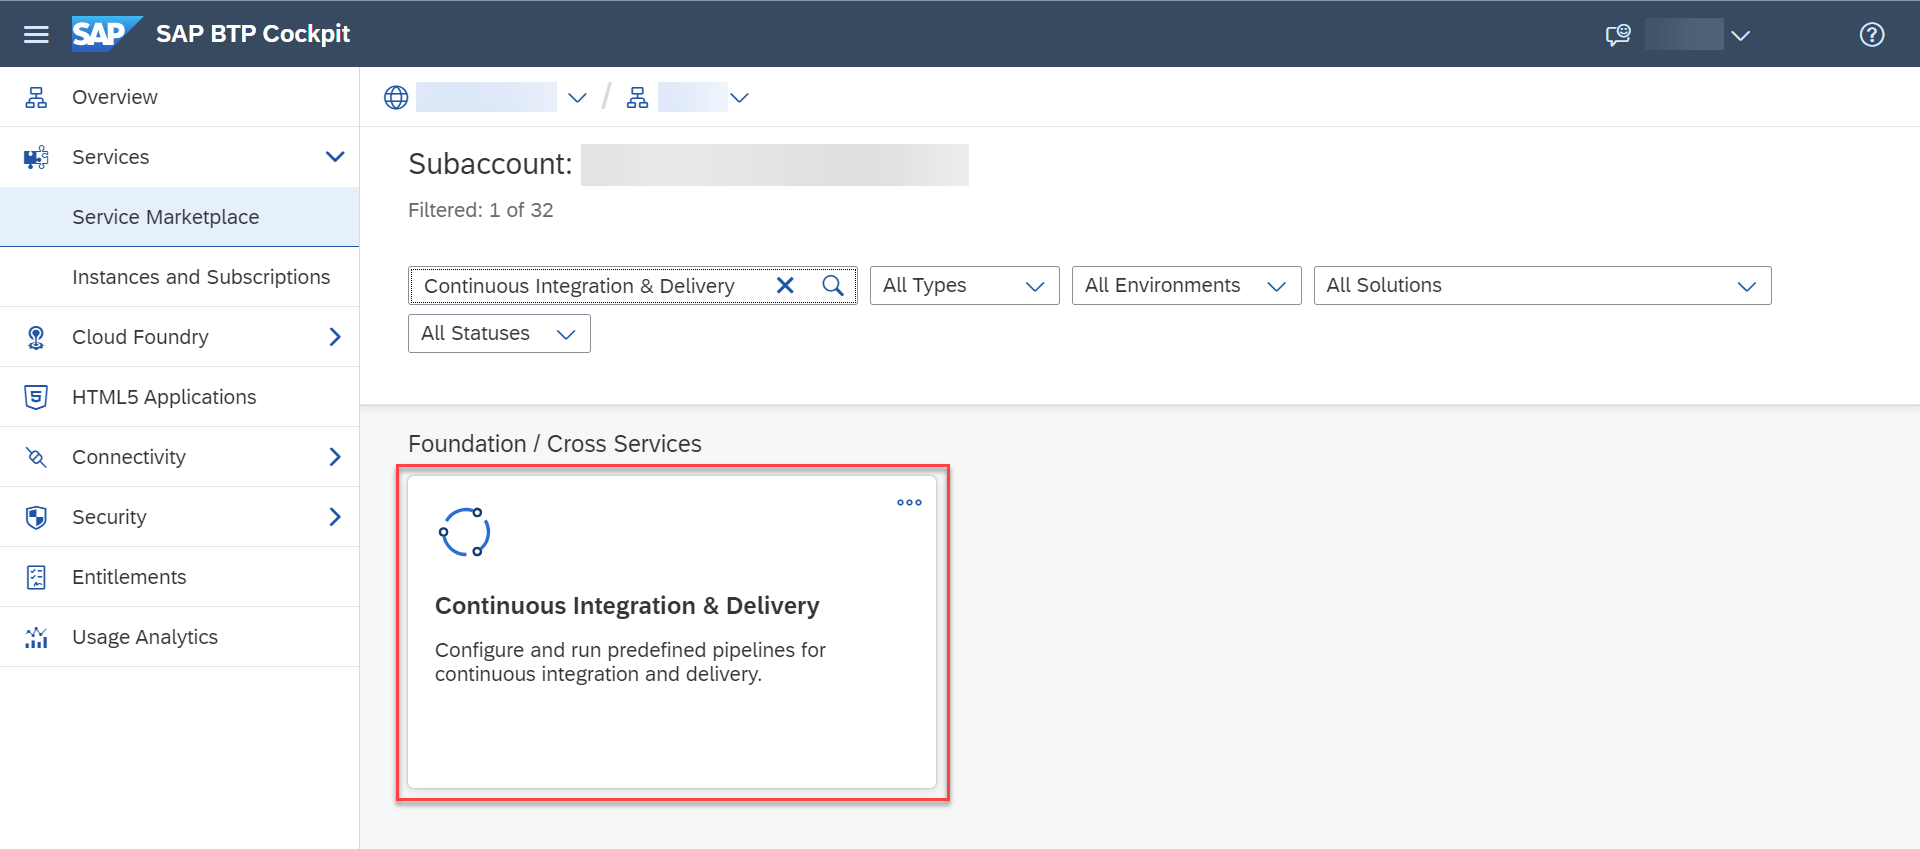 SAP SAP BTP Cockpit
Overview
Services
Service Marketplace
Instances and Subscriptions
Cloud Foundry
HTML5 Applications
Connectivity
Security
Entitlements
Usage Analytics
/
Subaccount:
Filtered: 1 of 32
Continuous Integration & Delivery
All Types
All Environments
All Solutions
All Statuses
Foundation / Cross Services
Continuous Integration & Delivery
Configure and run predefined pipelines for
continuous integration and delivery.